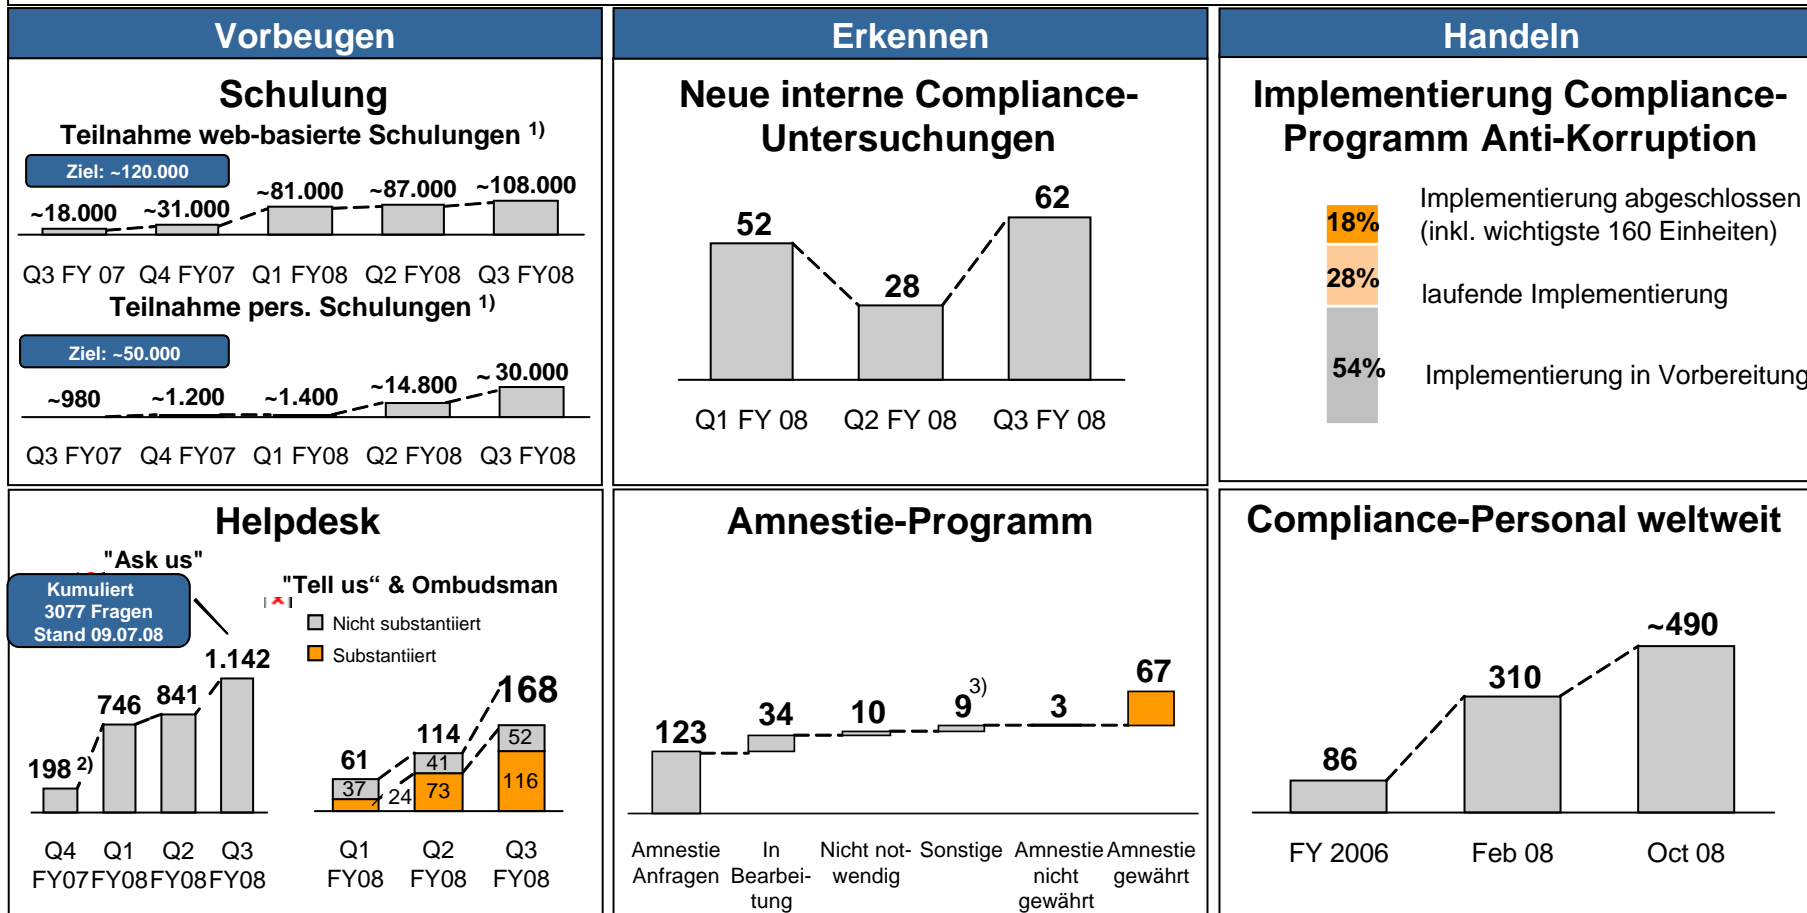 Vorbeugen
Schulung
Teilnahme web-basierte Schulungen 1)
Ziel: ~120.000
~18.000 ~31.000 ~81.000 ~87.000 ~108.000
Q3 FY 07 Q4 FY07 Q1 FY08 Q2 FY08 Q3 FY08
Teilnahme pers. Schulungen 1)
Ziel: ~50.000
~980 ~1.200 ~1.400 ~14.800 ~ 30.000
Q3 FY07 Q4 FY07 Q1 FY08 Q2 FY08 Q3 FY08
Erkennen
Neue interne Compliance-
Untersuchungen
52 28 62
Q1 FY 08 Q2 FY 08 Q3 FY 08
Handeln
Implementierung Compliance-
Programm Anti-Korruption
18%
Implementierung abgeschlossen
(inkl. wichtigste 160 Einheiten)
28%
laufende Implementierung
54%
Implementierung in Vorbereitung
Helpdesk
"Ask us"
Kumuliert
3077 Fragen
Stand 09.07.08
198 2) 746 841 1.142
Q4 Q1 Q2 Q3
FY07 FY08 FY08 FY08
"Tell us“ & Ombudsman
Nicht substantiiert
Substantiiert
61 114 168
37 41 52
24 73 116
Q1 Q2 Q3
FY08 FY08 FY08
Amnestie-Programm
123 34 10 9 3) 3 67
Amnestie In Nicht not- Sonstige Amnestie Amnestie
Anfragen Bearbei- wendig nicht gewährt
tung gewährt
Compliance-Personal weltweit
86 310 ~490
FY 2006 Feb 08 Oct 08